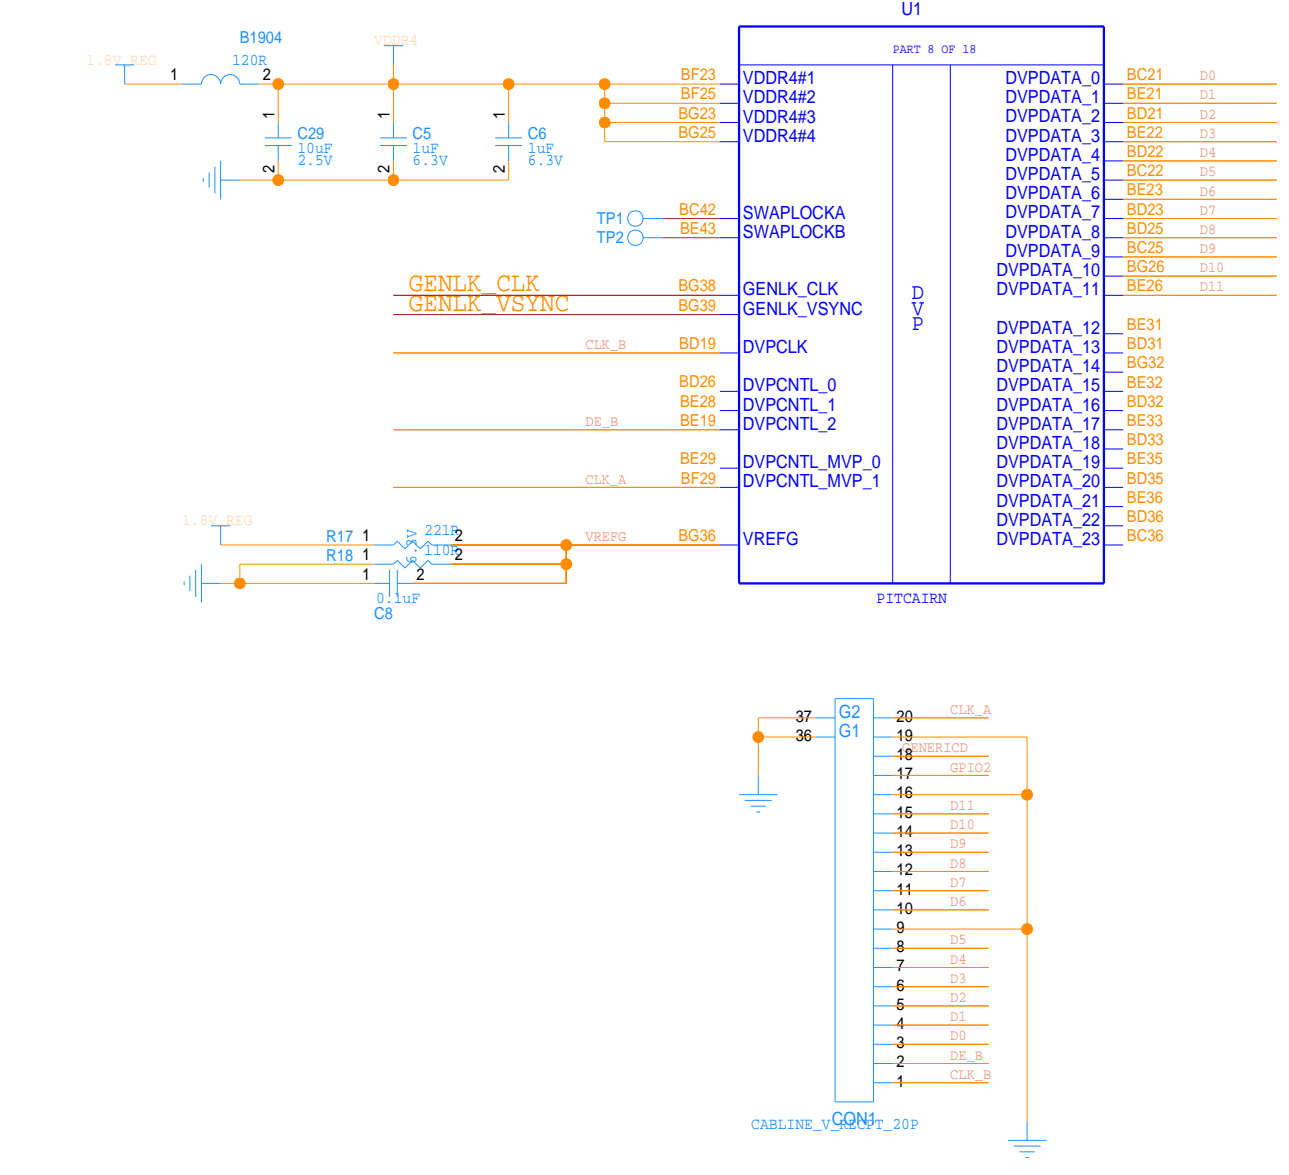 U1
PART 8 OF 18
B1904
VDDR4
1.8V_REG
120R
1
2
BF23 VDDR4#1
BF25 VDDR4#2
BG23 VDDR4#3
BG25 VDDR4#4
1 1 1
C29 C5 C6
10uF 1uF 1uF
2.5V 6.3V 6.3V
2 2 2
TP1 BC42 SWAPLOCKA
TP2 BE43 SWAPLOCKB
GENLK_CLK BG38 GENLK_CLK
GENLK_VSYNC BG39 GENLK_VSYNC
CLK_B BD19 DVPCLK
BD26 DVPCNTL_0
BE28 DVPCNTL_1
DE_B BE19 DVPCNTL_2
BE29 DVPCNTL_MVP_0
CLK_A BF29 DVPCNTL_MVP_1
1.8V_REG
R17 1 221R 2
VREFG BG36 VREFG
R18 1 110R 2
6.3V
1 2
0.1uF
C8
DVP
DVPDATA_0 BC21 D0
DVPDATA_1 BE21 D1
DVPDATA_2 BD21 D2
DVPDATA_3 BE22 D3
DVPDATA_4 BD22 D4
DVPDATA_5 BC22 D5
DVPDATA_6 BE23 D6
DVPDATA_7 BD23 D7
DVPDATA_8 BD25 D8
DVPDATA_9 BC25 D9
DVPDATA_10 BG26 D10
DVPDATA_11 BE26 D11
DVPDATA_12 BE31
DVPDATA_13 BD31
DVPDATA_14 BG32
DVPDATA_15 BE32
DVPDATA_16 BD32
DVPDATA_17 BE33
DVPDATA_18 BD33
DVPDATA_19 BE35
DVPDATA_20 BD35
DVPDATA_21 BE36
DVPDATA_22 BD36
DVPDATA_23 BC36
PITCAIRN
37 G2 20 CLK_A
36 G1 19
18 GENERICD
17 GPIO2
16
15 D11
14 D10
13 D9
12 D8
11 D7
10 D6
9
8 D5
7 D4
6 D3
5 D2
4 D1
3 D0
2 DE_B
1 CLK_B
CON1
CABLINE_V_RECPT_20P